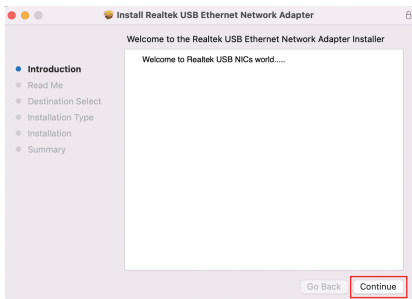 Install Realtek USB Ethernet Network Adapter
Welcome to the Realtek USB Ethernet Network Adapter Installer
Introduction
Read Me
Destination Select
Installation Type
Installation
Summary
Welcome to Realtek USB NICs world.....
Go Back
Continue